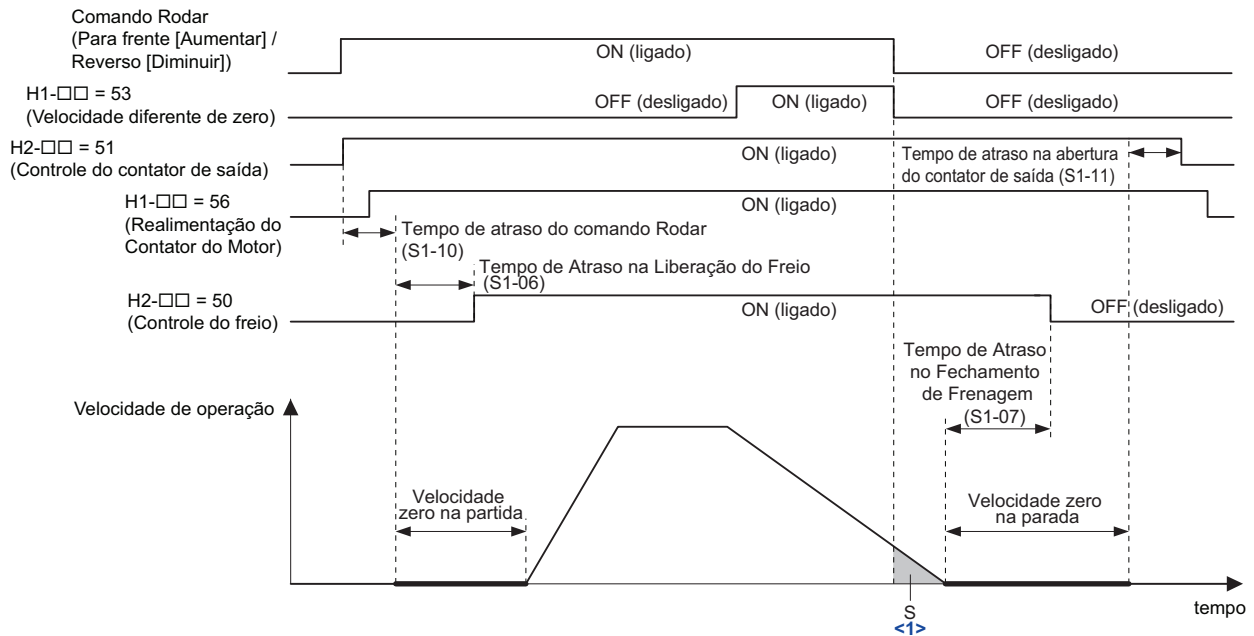 Comando Rodar
(Para frente [Aumentar] /
Reverso [Diminuir])
ON (ligado)
OFF (desligado)
H1-□□ = 53
(Velocidade diferente de zero)
OFF (desligado)
ON (ligado)
OFF (desligado)
H2-□□ = 51
(Controle do contator de saída)
ON (ligado)
Tempo de atraso na abertura
do contator de saída (S1-11)
H1-□□ = 56
(Realimentação do
Contator do Motor)
ON (ligado)
Tempo de atraso do comando Rodar
(S1-10)
Tempo de Atraso na Liberação do Freio
(S1-06)
H2-□□ = 50
(Controle do freio)
ON (ligado)
OFF (desligado)
Tempo de Atraso
no Fechamento
de Frenagem
(S1-07)
Velocidade de operação
Velocidade
zero na partida
Velocidade zero
na parada
S
<1>
tempo